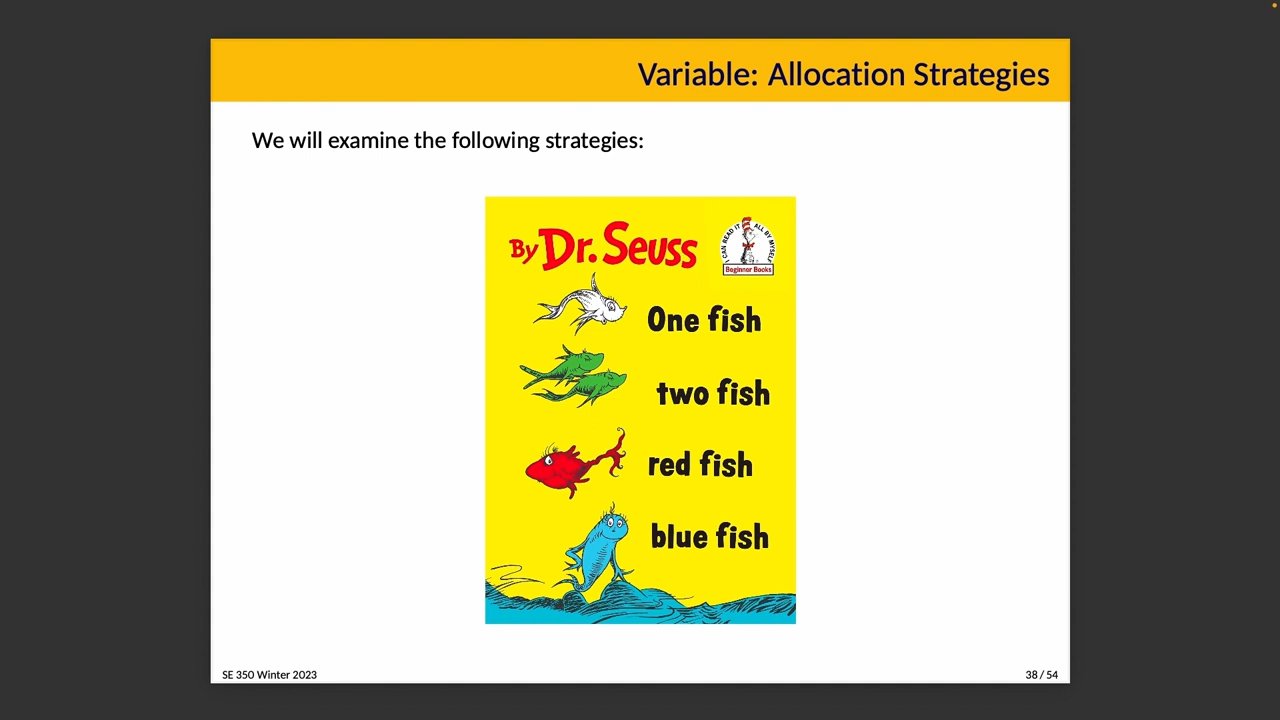 Variable: Allocation Strategies
We will examine the following strategies:
By Dr. Seuss
I CAN READ IT ALL BY MYSELF
Beginner Books
One fish
two fish
red fish
blue fish
SE 350 Winter 2023
38 / 54